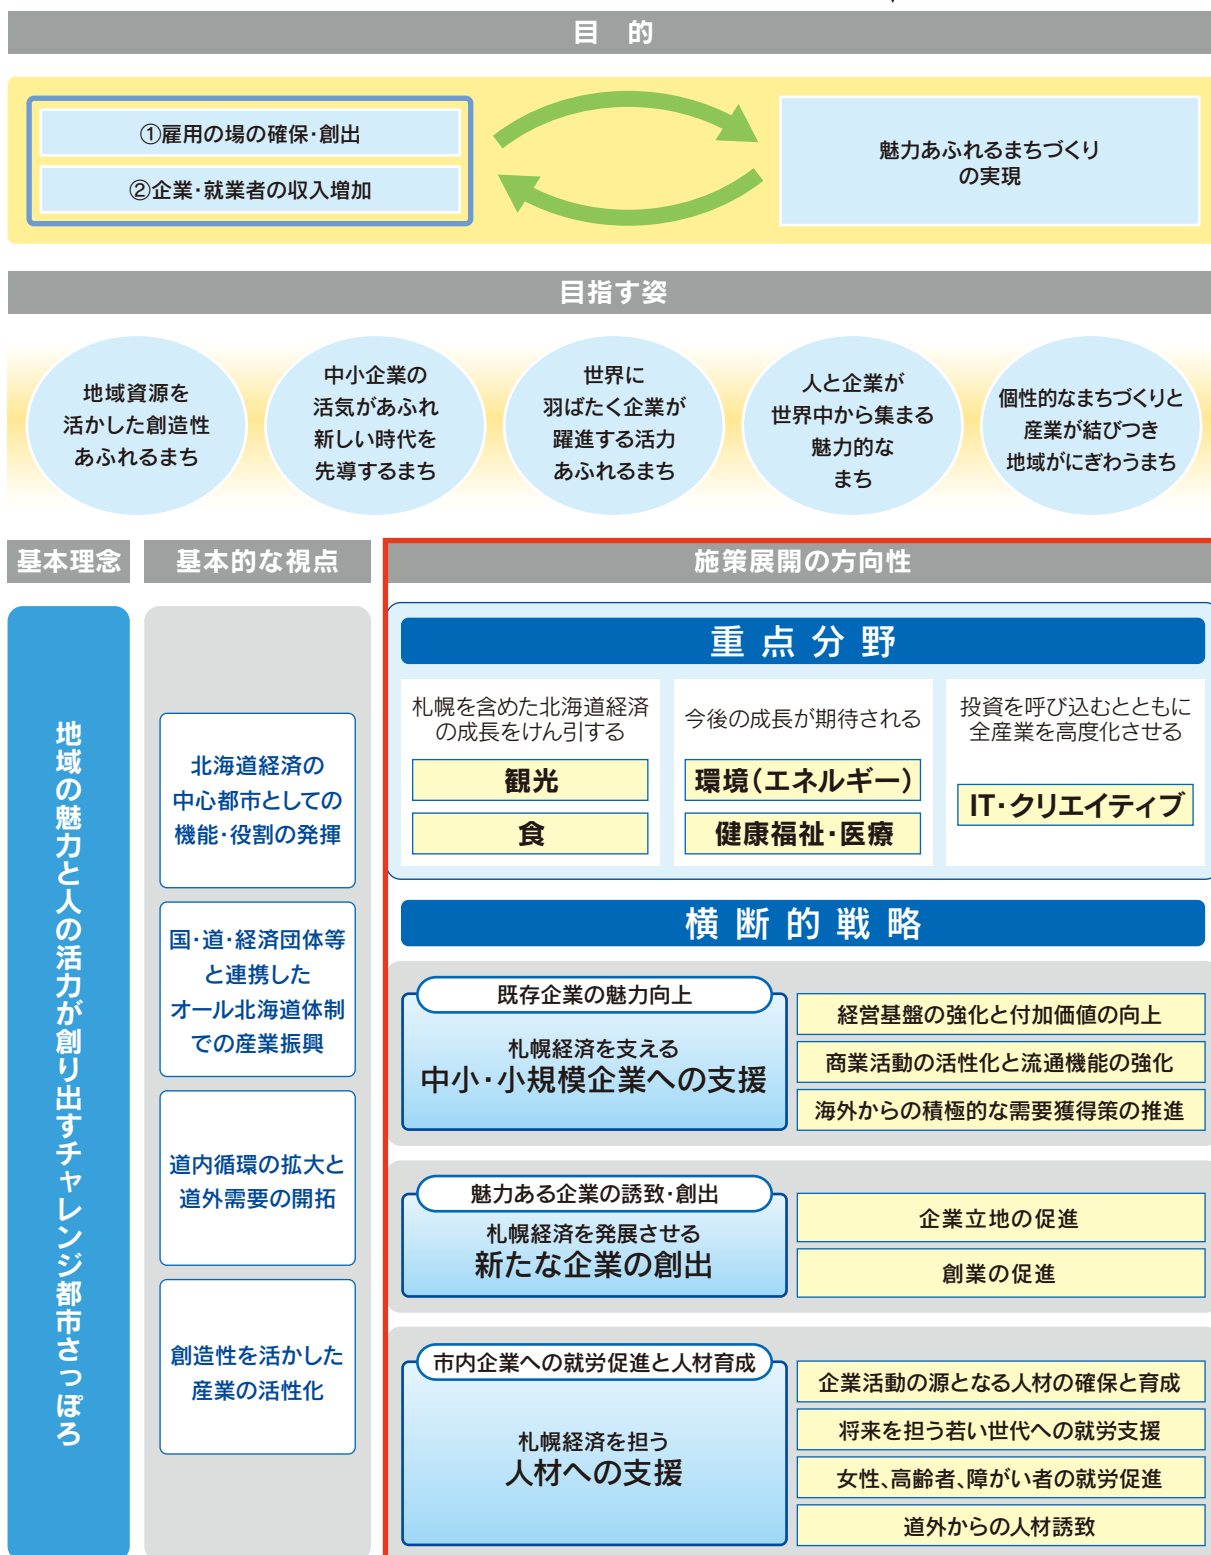 目 的
①雇用の場の確保・創出
②企業・就業者の収入増加
魅力あふれるまちづくり
の実現
目指す姿
地域資源を
活かした創造性
あふれるまち
中小企業の
活気があふれ
新しい時代を
先導するまち
世界に
羽ばたく企業が
躍進する活力
あふれるまち
人と企業が
世界中から集まる
魅力的な
まち
個性的なまちづくりと
産業が結びつき
地域がにぎわうまち
基本理念
地域の魅力と人の活力が創り出すチャレンジ都市さっぽろ
基本的な視点
北海道経済の
中心都市としての
機能・役割の発揮
国・道・経済団体等
と連携した
オール北海道体制
での産業振興
道内循環の拡大と
道外需要の開拓
創造性を活かした
産業の活性化
施策展開の方向性
重点分野
札幌を含めた北海道経済
の成長をけん引する
観光
食
今後の成長が期待される
環境(エネルギー)
健康福祉・医療
投資を呼び込むとともに
全産業を高度化させる
IT・クリエイティブ
横断的戦略
既存企業の魅力向上
札幌経済を支える
中小・小規模企業への支援
経営基盤の強化と付加価値の向上
商業活動の活性化と流通機能の強化
海外からの積極的な需要獲得策の推進
魅力ある企業の誘致・創出
札幌経済を発展させる
新たな企業の創出
企業立地の促進
創業の促進
市内企業への就労促進と人材育成
札幌経済を担う
人材への支援
企業活動の源となる人材の確保と育成
将来を担う若い世代への就労支援
女性、高齢者、障がい者の就労促進
道外からの人材誘致